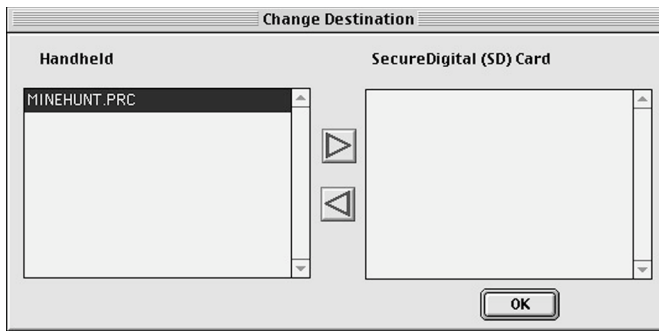 Change Destination
Handheld
SecureDigital (SD) Card
MINEHUNT.PRC
OK